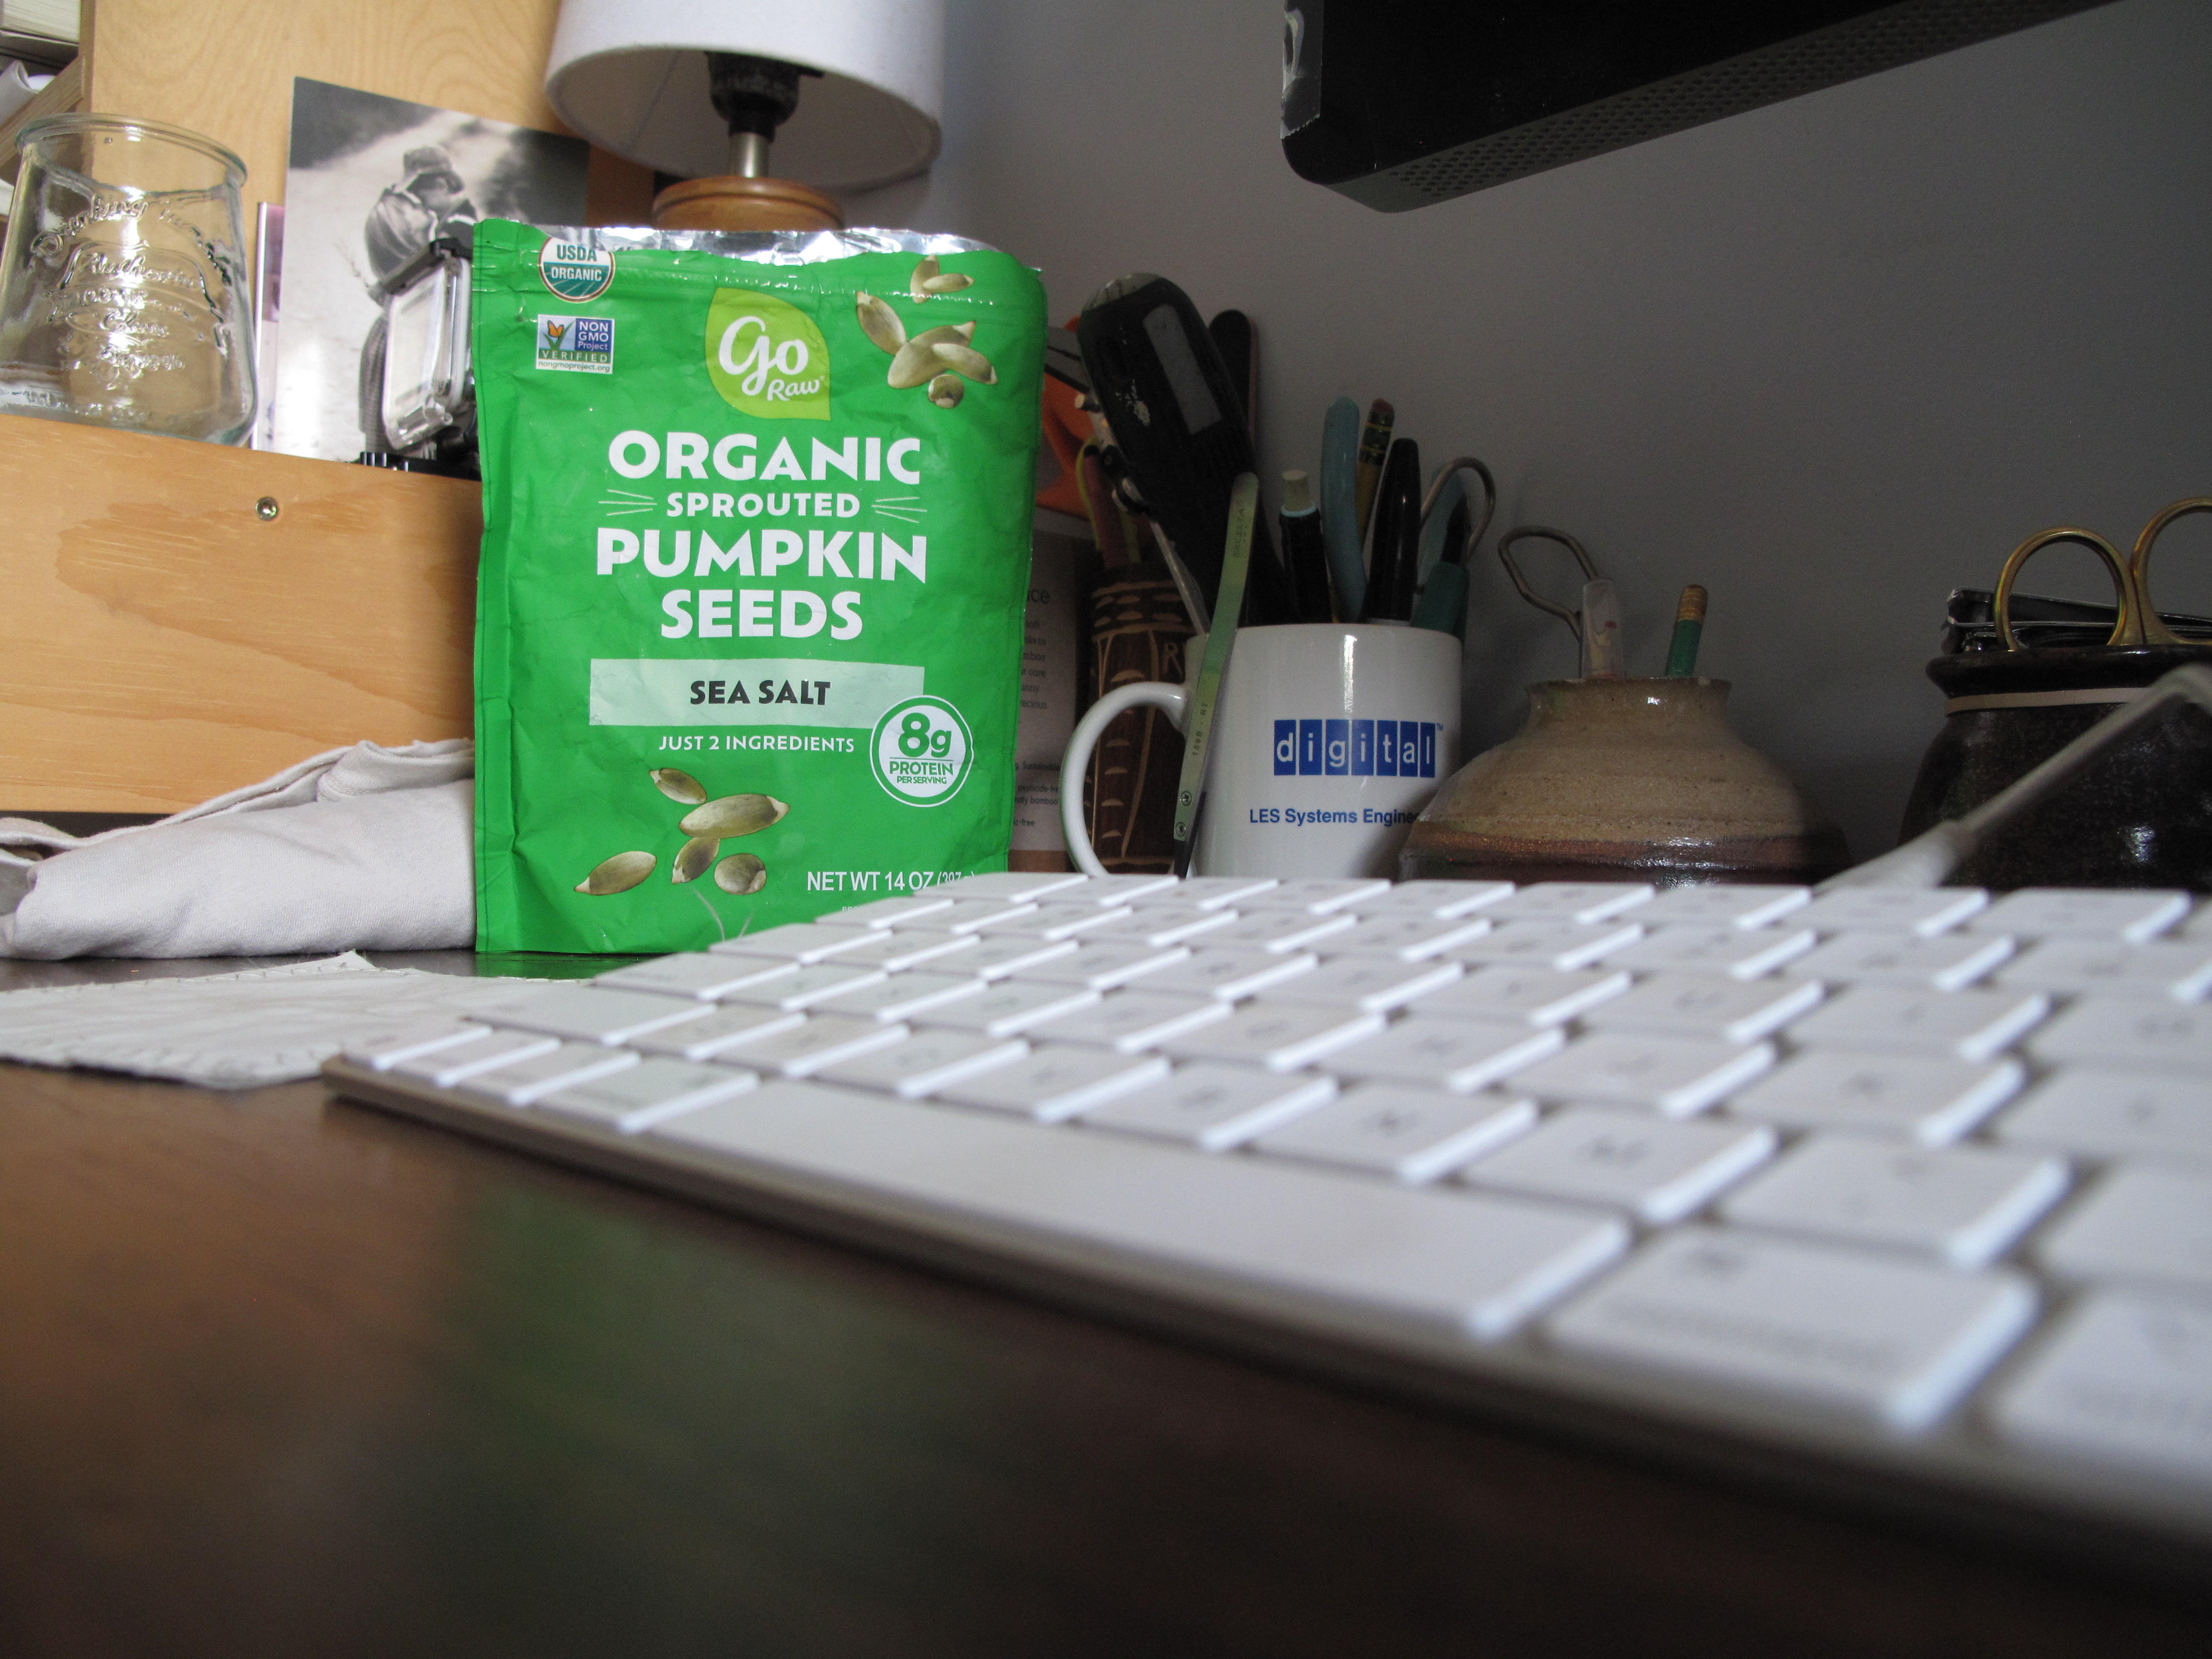 USDA
ORGANIC
NON
GMO
Project
VERIFIED
nongmoproject.org
Go
Raw
ORGANIC
SPROUTED
PUMPKIN
SEEDS
SEA SALT
JUST 2 INGREDIENTS
8g
PROTEIN
PER SERVING
NET WT 14 OZ
digital™
LES Systems Engine